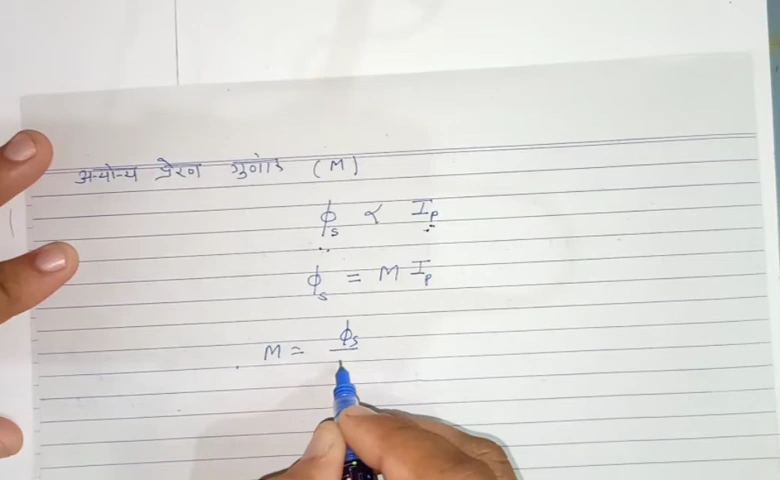 अन्योन्य प्रेरण गुणांक (M)
ϕs ∝ Ip
ϕs = M Ip
M = ϕs